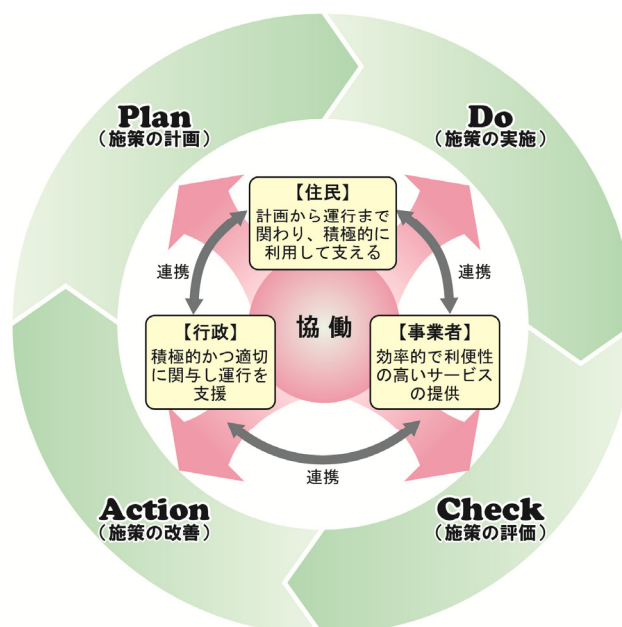 Plan
（施策の計画）
Do
（施策の実施）
【住民】
計画から運行まで
関わり、積極的に
利用して支える
連携
連携
協働
【行政】
積極的かつ適切
に関与し運行を
支援
【事業者】
効率的で利便性
の高いサービス
の提供
連携
Action
（施策の改善）
Check
（施策の評価）